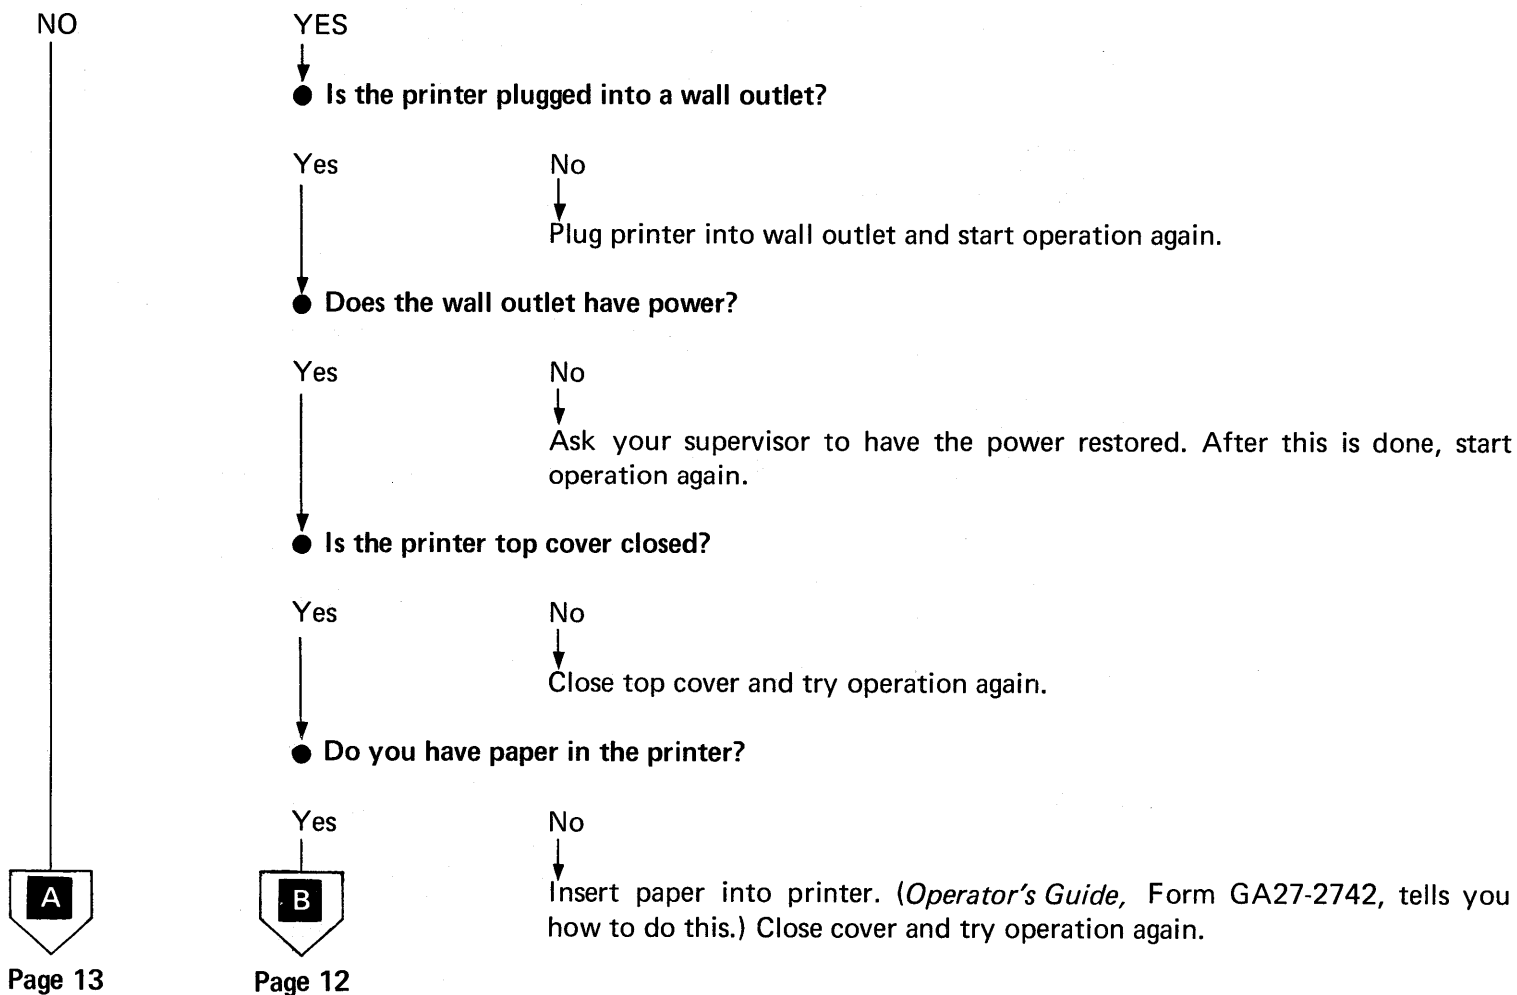 NO YES
● Is the printer plugged into a wall outlet?
Yes No
Plug printer into wall outlet and start operation again.
● Does the wall outlet have power?
Yes No
Ask your supervisor to have the power restored. After this is done, start
operation again.
● Is the printer top cover closed?
Yes No
Close top cover and try operation again.
● Do you have paper in the printer?
Yes No
A B Insert paper into printer. (Operator's Guide, Form GA27-2742, tells you
how to do this.) Close cover and try operation again.
Page 13 Page 12